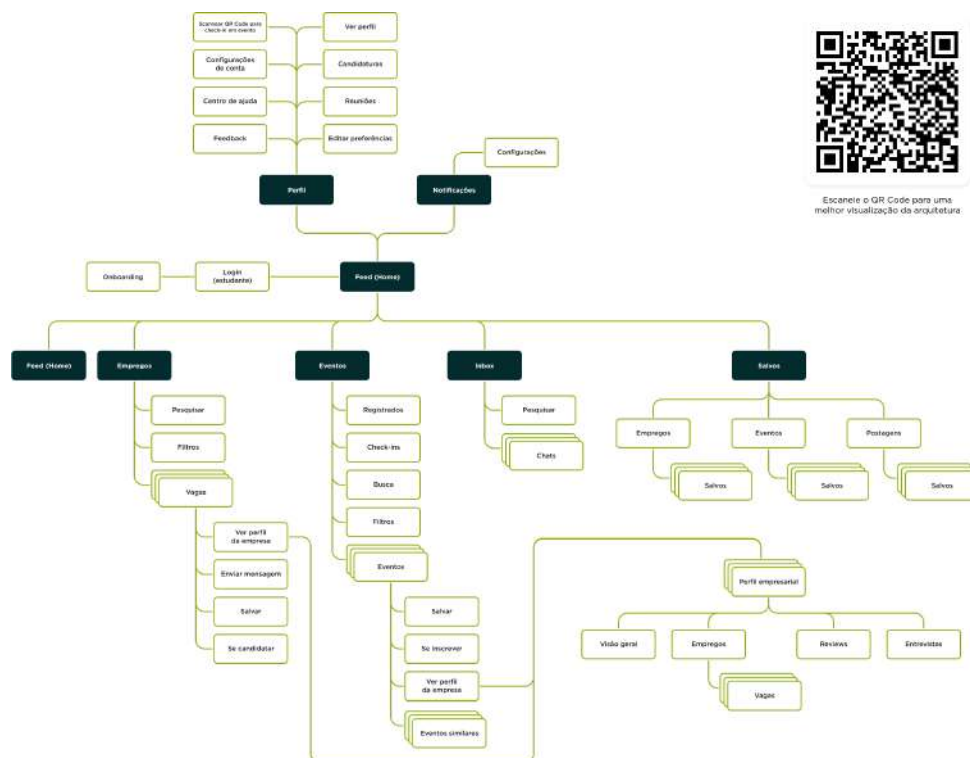 Scannear QR Code para
check-in em evento
Ver perfil
Configurações
de conta
Candidaturas
Centro de ajuda
Reuniões
Feedback
Editar preferências
Configurações
Perfil
Notificações
Escaneie o QR Code para uma
melhor visualização da arquitetura
Onboarding
Login
(estudante)
Feed (Home)
Feed (Home)
Empregos
Eventos
Inbox
Salvos
Pesquisar
Filtros
Vagas
Ver perfil
da empresa
Enviar mensagem
Salvar
Se candidatar
Registrados
Check-ins
Busca
Filtros
Eventos
Salvar
Se inscrever
Ver perfil
da empresa
Eventos similares
Pesquisar
Chats
Empregos
Eventos
Postagens
Salvos
Salvos
Salvos
Perfil empresarial
Visão geral
Empregos
Reviews
Entrevistas
Vagas